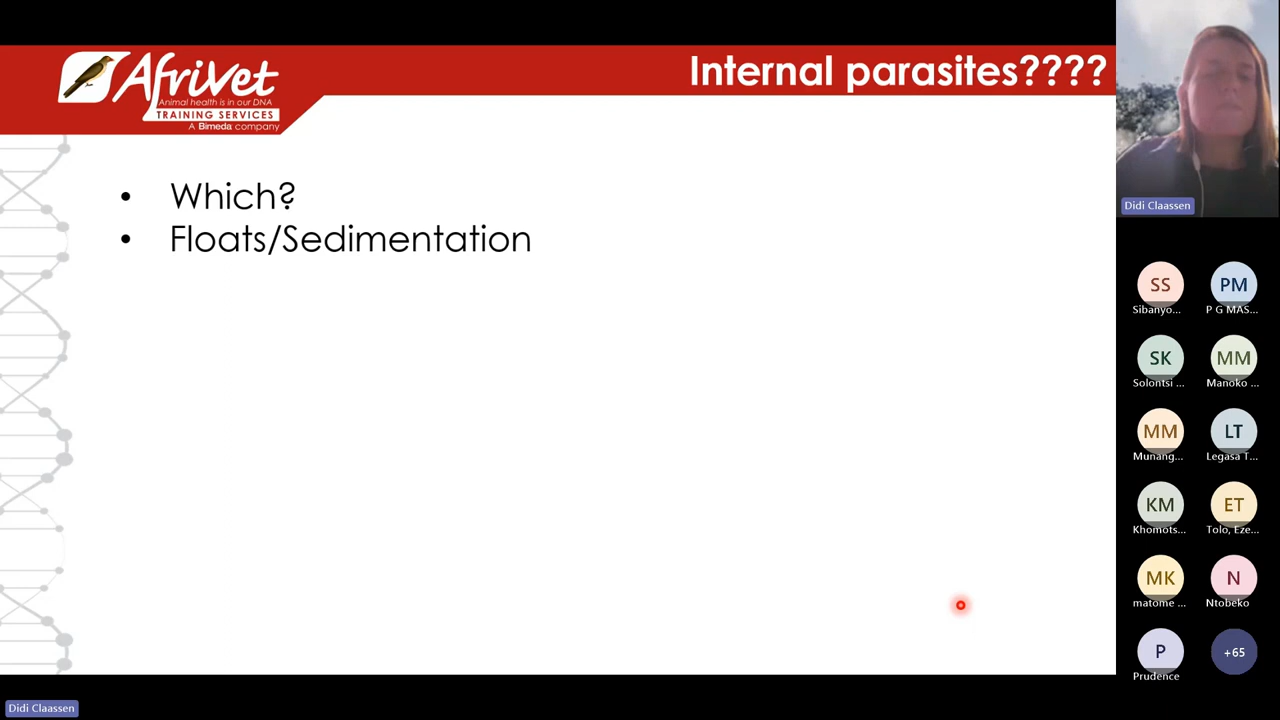 AfriVet
Animal health is in our DNA
TRAINING SERVICES
A Bimeda company
Internal parasites????
• Which?
• Floats/Sedimentation
Didi Claassen
SS
Sibanyo...
PM
P G MAS...
SK
Solontsi ...
MM
Manoko ...
MM
Munang...
LT
Legasa T...
KM
Khomots...
ET
Tolo, Eze...
MK
matome ...
N
Ntobeko
P
Prudence
+65
Didi Claassen